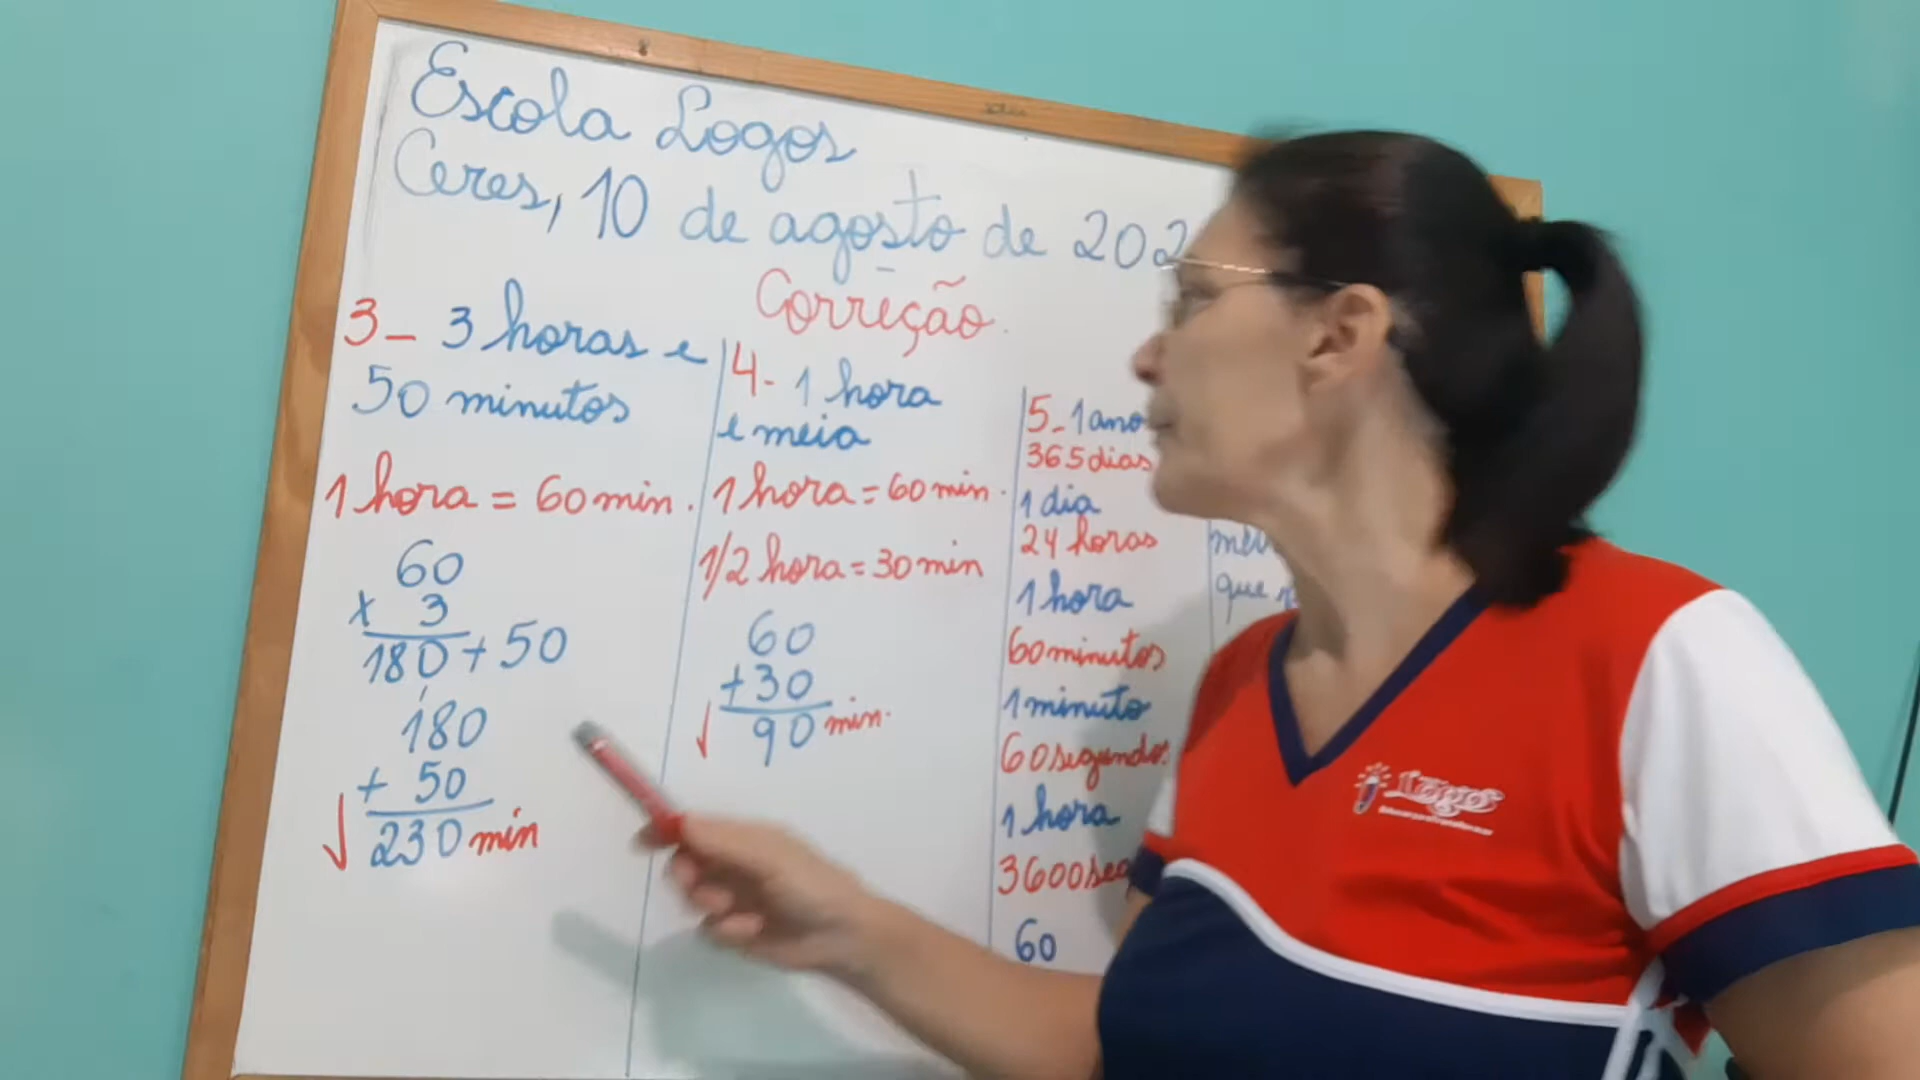 Escola Logos
Ceres, 10 de agosto de 202
Correção
3- 3 horas e
50 minutos
1 hora = 60 min.
60
x 3
180 + 50
1
180
+ 50
230 min
4- 1 hora
e meia
1 hora = 60 min.
1/2 hora = 30 min
60
+30
90 min.
5- 1 ano
365 dias
1 dia
24 horas
1 hora
60 minutos
1 minuto
60 segundos
1 hora
3600 seg
60
que
Logos